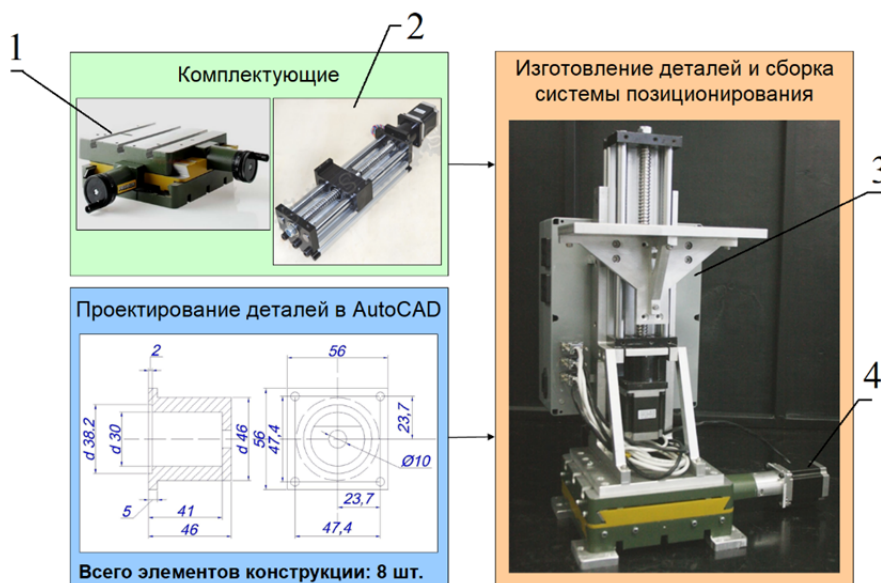 1
2
Комплектующие
Изготовление деталей и сборка
системы позиционирования
3
4
Проектирование деталей в AutoCAD
2
56
d 38.2
d 30
d 46
56
47,4
23,7
Ø10
5
41
46
23,7
47,4
Всего элементов конструкции: 8 шт.